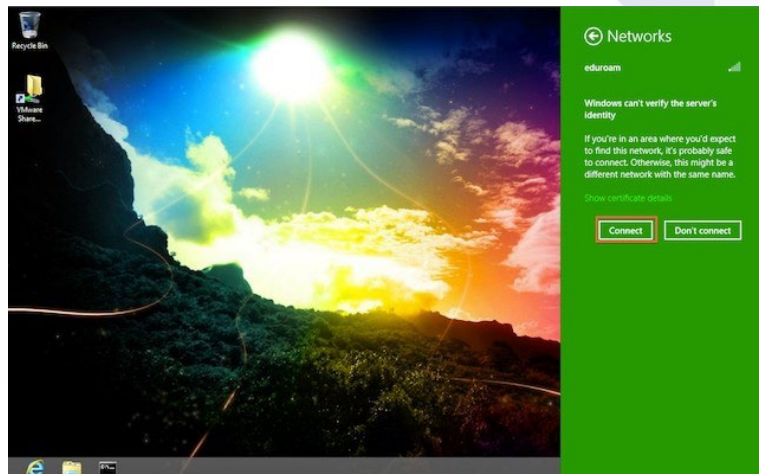 Recycle Bin
VMware
Share...
Networks
eduroam
Windows can't verify the server's
identity
If you're in an area where you'd expect
to find this network, it's probably safe
to connect. Otherwise, this might be a
different network with the same name.
Show certificate details
Connect Don't connect